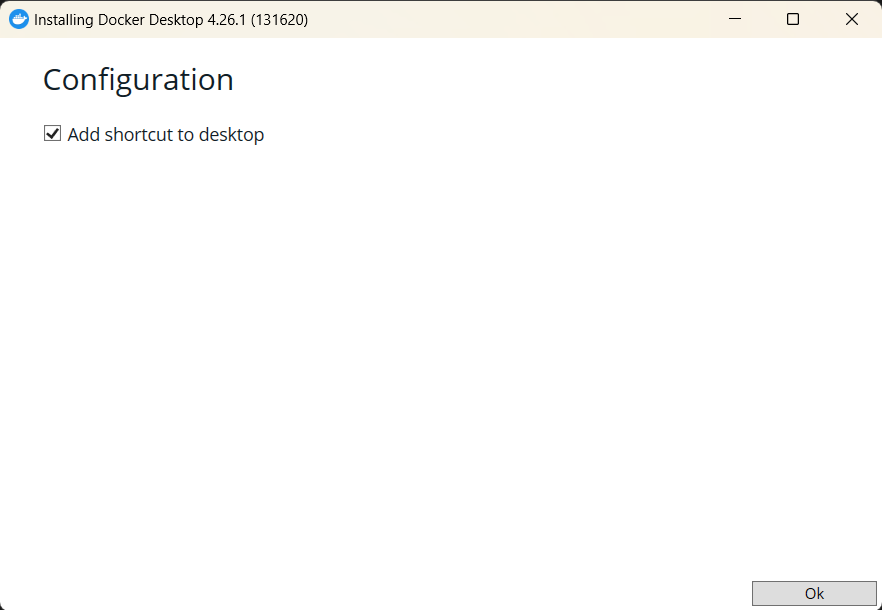 Installing Docker Desktop 4.26.1 (131620)
Configuration
Add shortcut to desktop
Ok